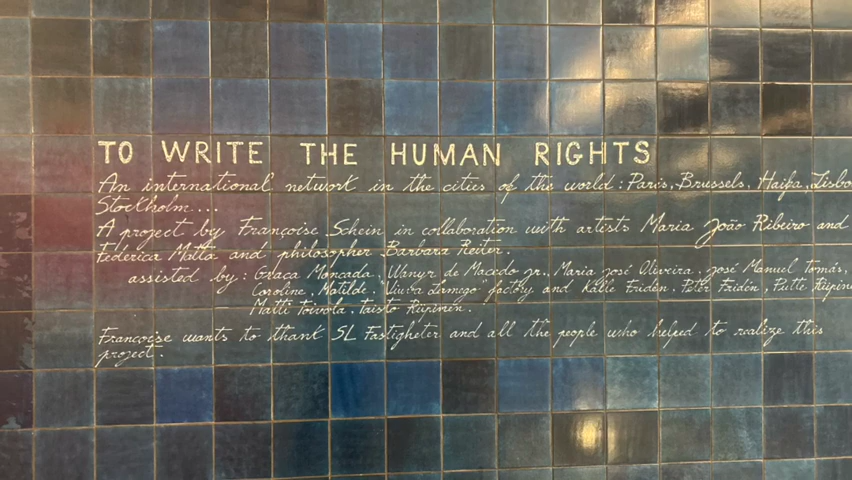 TO WRITE THE HUMAN RIGHTS
An international network in the cities of the world : Paris, Brussels, Haifa, Lisbo
Stockholm....
A project by Françoise Schein in collaboration with artists Maria João Ribeiro and
Federica Matta and philosopher Barbara Reiter.
assisted by : Graca Moncada, Wanyr de Macedo Jr., Maria José Oliveira, José Manuel Tomás,
Caroline, Matilde, "Viuva Lamego" factory and Kalle Fridén, Peter Fridén, Pertti
Matti Toivola, Taisto Riipinen.
Francoise wants to thank SL Fastigheter and all the people who helped to realize this
project.